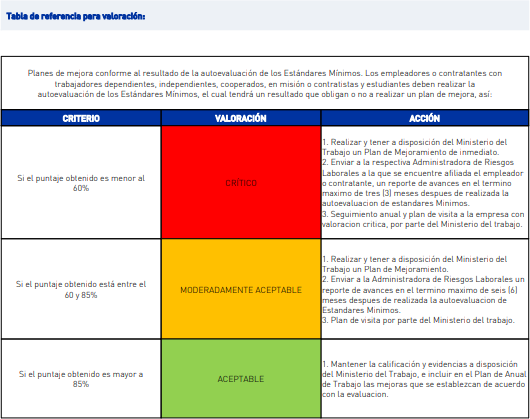 Tabla de referencia para valoración:
Planes de mejora conforme al resultado de la autoevaluación de los Estándares Mínimos. Los empleadores o contratantes con
trabajadores dependientes, independientes, cooperados, en misión o contratistas y estudiantes deben realizar la
autoevaluación de los Estándares Mínimos, el cual tendrá un resultado que obligan o no a realizar un plan de mejora, así:
CRITERIO
VALORACIÓN
ACCIÓN
Si el puntaje obtenido es menor al
60%
CRÍTICO
1. Realizar y tener a disposición del Ministerio del
Trabajo un Plan de Mejoramiento de inmediato.
2. Enviar a la respectiva Administradora de Riesgos
Laborales a la que se encuentre afiliada el empleador
o contratante, un reporte de avances en el termino
maximo de tres (3) meses despues de realizada la
autoevaluacion de estandares Minimos.
3. Seguimiento anual y plan de visita a la empresa con
valoracion critica, por parte del Ministerio del trabajo.
Si el puntaje obtenido está entre el
60 y 85%
MODERADAMENTE ACEPTABLE
1. Realizar y tener a disposición del Ministerio del
Trabajo un Plan de Mejoramiento.
2. Enviar a la Administradora de Riesgos Laborales un
reporte de avances en el termino maximo de seis (6)
meses despues de realizada la autoevaluacion de
Estandares Minimos.
3. Plan de visita por parte del Ministerio del trabajo.
Si el puntaje obtenido es mayor a
85%
ACEPTABLE
1. Mantener la calificación y evidencias a disposición
del Ministerio del Trabajo, e incluir en el Plan de Anual
de Trabajo las mejoras que se establezcan de acuerdo
con la evaluacion.